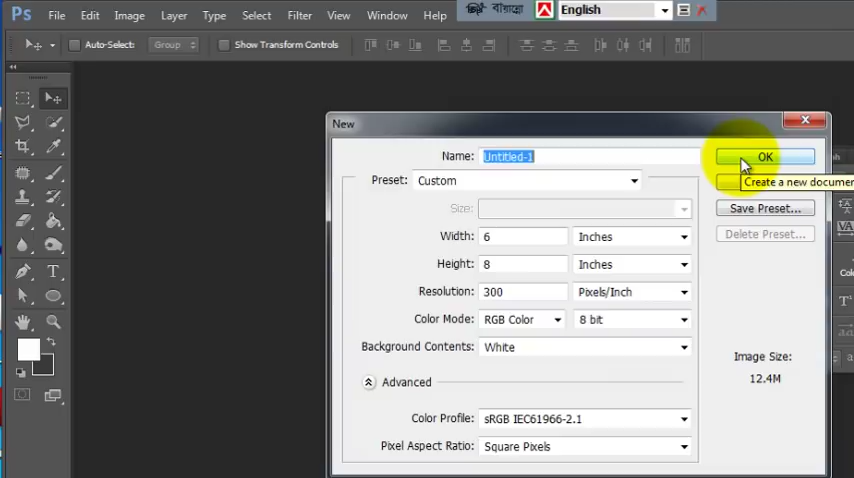 Ps File Edit Image Layer Type Select Filter View Window Help English
Auto-Select: Group Show Transform Controls
New
Name: Untitled-1 OK
Preset: Custom
Create a new documen
Size: Save Preset...
Width: 6 Inches Delete Preset...
Height: 8 Inches
Resolution: 300 Pixels/Inch
Color Mode: RGB Color 8 bit
Background Contents: White
Image Size:
12.4M
Advanced
Color Profile: sRGB IEC61966-2.1
Pixel Aspect Ratio: Square Pixels